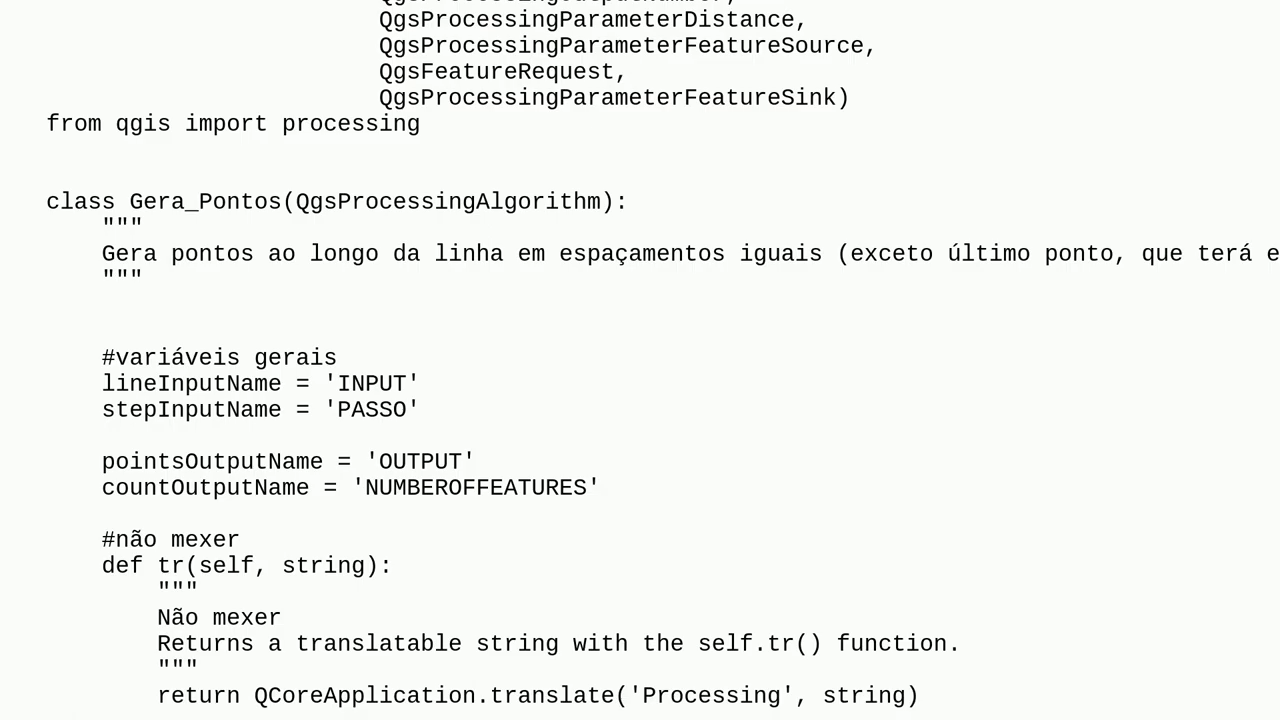 QgsProcessingParameterDistance,
QgsProcessingParameterFeatureSource,
QgsFeatureRequest,
QgsProcessingParameterFeatureSink)
from qgis import processing
class Gera_Pontos(QgsProcessingAlgorithm):
"""
Gera pontos ao longo da linha em espaçamentos iguais (exceto último ponto, que terá e
"""
#variáveis gerais
lineInputName = 'INPUT'
stepInputName = 'PASSO'
pointsOutputName = 'OUTPUT'
countOutputName = 'NUMBEROFFEATURES'
#não mexer
def tr(self, string):
"""
Não mexer
Returns a translatable string with the self.tr() function.
"""
return QCoreApplication.translate('Processing', string)